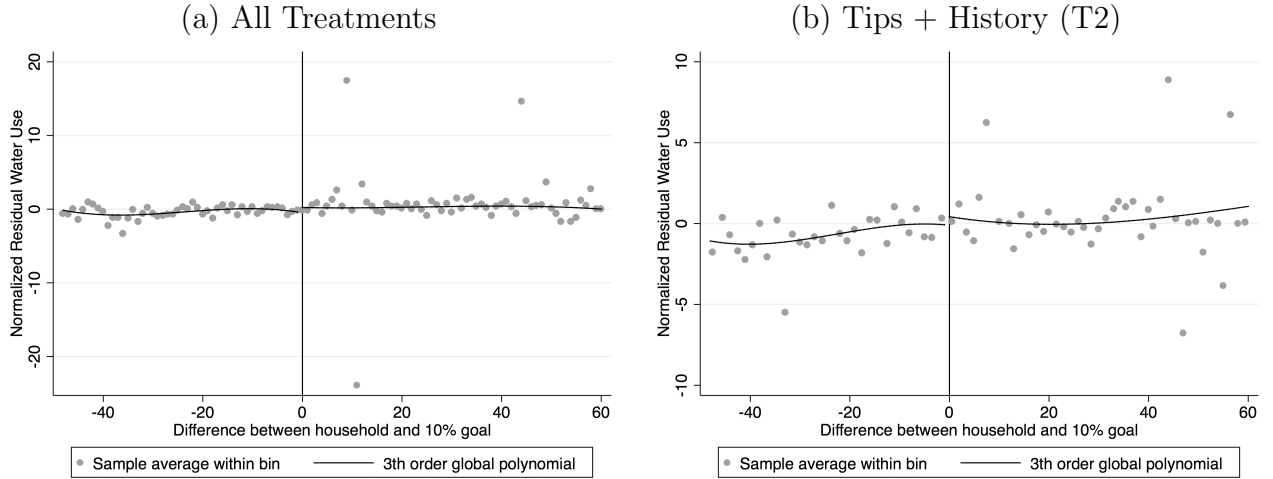 (a) All Treatments
Normalized Residual Water Use
20
10
0
-10
-20
-40
-20
0
20
40
60
Difference between household and 10% goal
Sample average within bin
3th order global polynomial
(b) Tips + History (T2)
Normalized Residual Water Use
10
5
0
-5
-10
-40
-20
0
20
40
60
Difference between household and 10% goal
Sample average within bin
3th order global polynomial